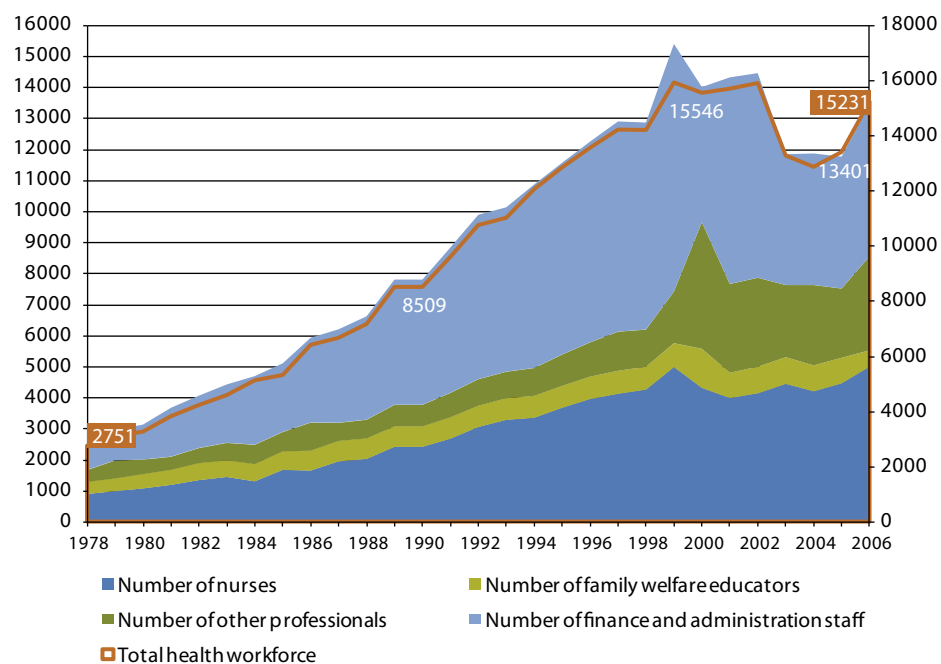 16000 18000
15000
14000 16000
13000 15231 14000
15546
12000
11000 13401 12000
10000
9000 10000
8000
7000 8509 8000
6000
5000 6000
4000 4000
3000 2751
2000 2000
1000
0 0
1978 1980 1982 1984 1986 1988 1990 1992 1994 1996 1998 2000 2002 2004 2006
Number of nurses Number of family welfare educators
Number of other professionals Number of finance and administration staff
Total health workforce